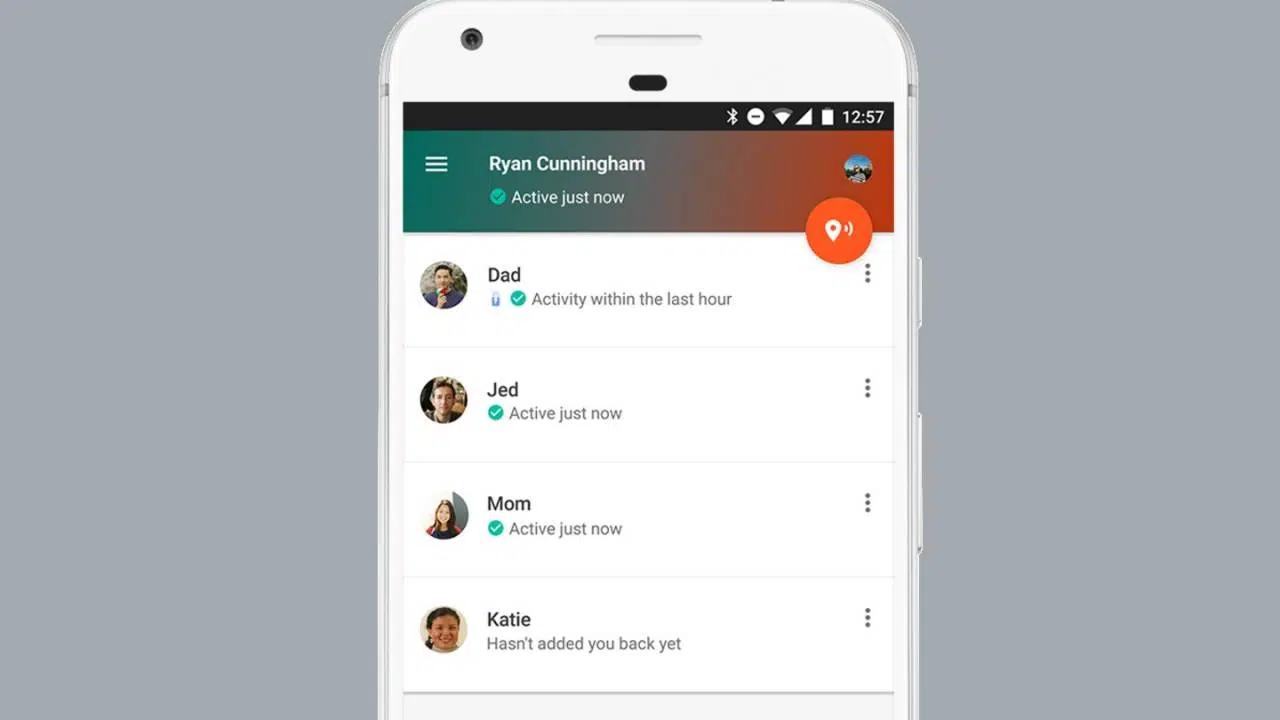 12:57
Ryan Cunningham
Active just now
Dad
Activity within the last hour
Jed
Active just now
Mom
Active just now
Katie
Hasn't added you back yet